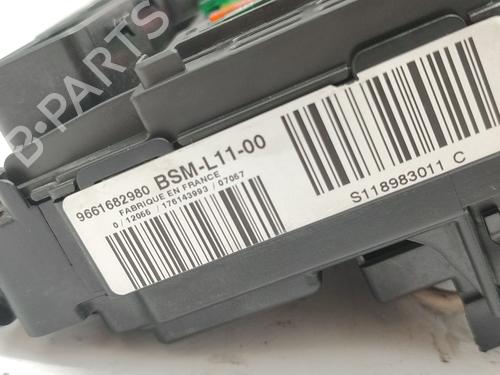 B-PARTS
9661682980 BSM-L11-00
FABRIQUE EN FRANCE
0/12066 / 176143993 / 07067
S118983011 C